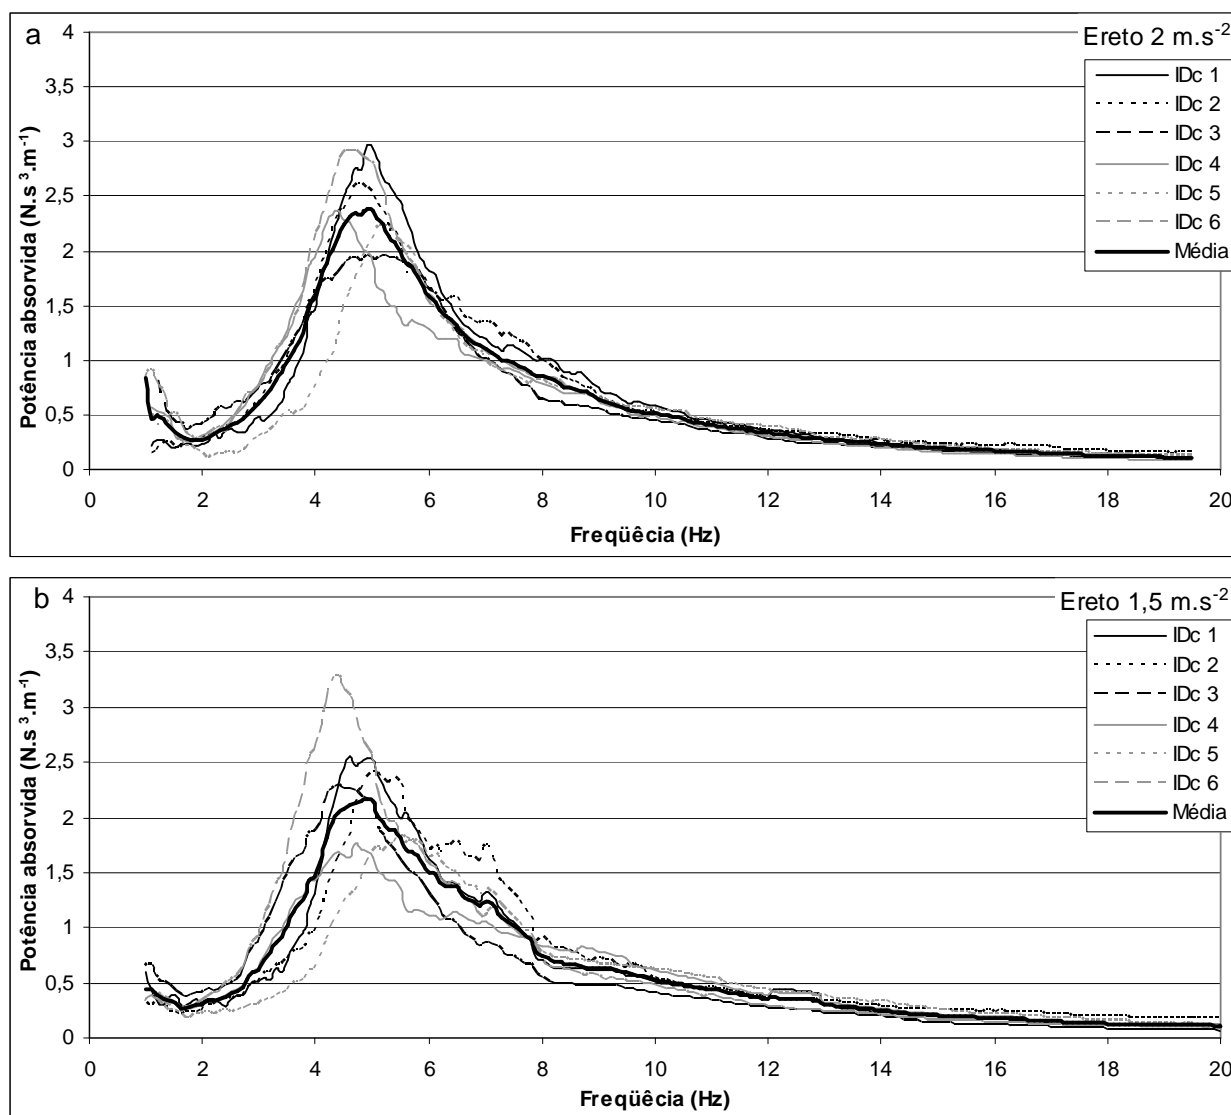 a
Ereto 2 m.s-2
4
3,5
3
2,5
2
1,5
1
0,5
0
Potência absorvida (N.s 3.m-1)
IDc 1
IDc 2
IDc 3
IDc 4
IDc 5
IDc 6
Média
0 2 4 6 8 10 12 14 16 18 20
Freqüêcia (Hz)
b
Ereto 1,5 m.s-2
4
3,5
3
2,5
2
1,5
1
0,5
0
Potência absorvida (N.s 3.m-1)
IDc 1
IDc 2
IDc 3
IDc 4
IDc 5
IDc 6
Média
0 2 4 6 8 10 12 14 16 18 20
Freqüêcia (Hz)